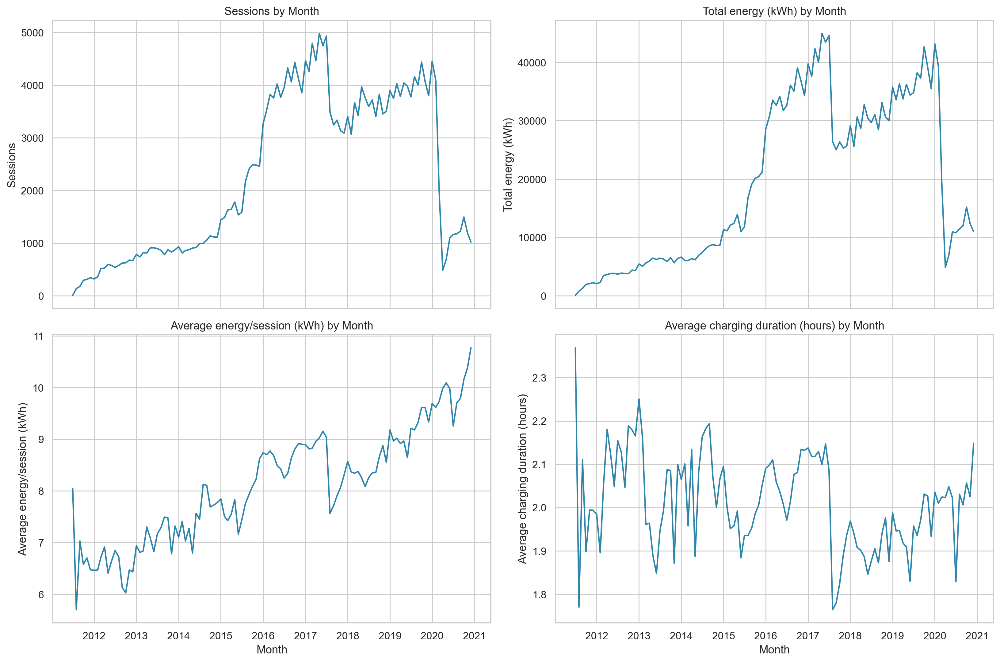 Sessions by Month
Sessions
5000
4000
3000
2000
1000
0
Total energy (kWh) by Month
Total energy (kWh)
40000
30000
20000
10000
0
Average energy/session (kWh) by Month
Average energy/session (kWh)
11
10
9
8
7
6
2012 2013 2014 2015 2016 2017 2018 2019 2020 2021
Month
Average charging duration (hours) by Month
Average charging duration (hours)
2.3
2.2
2.1
2.0
1.9
1.8
2012 2013 2014 2015 2016 2017 2018 2019 2020 2021
Month